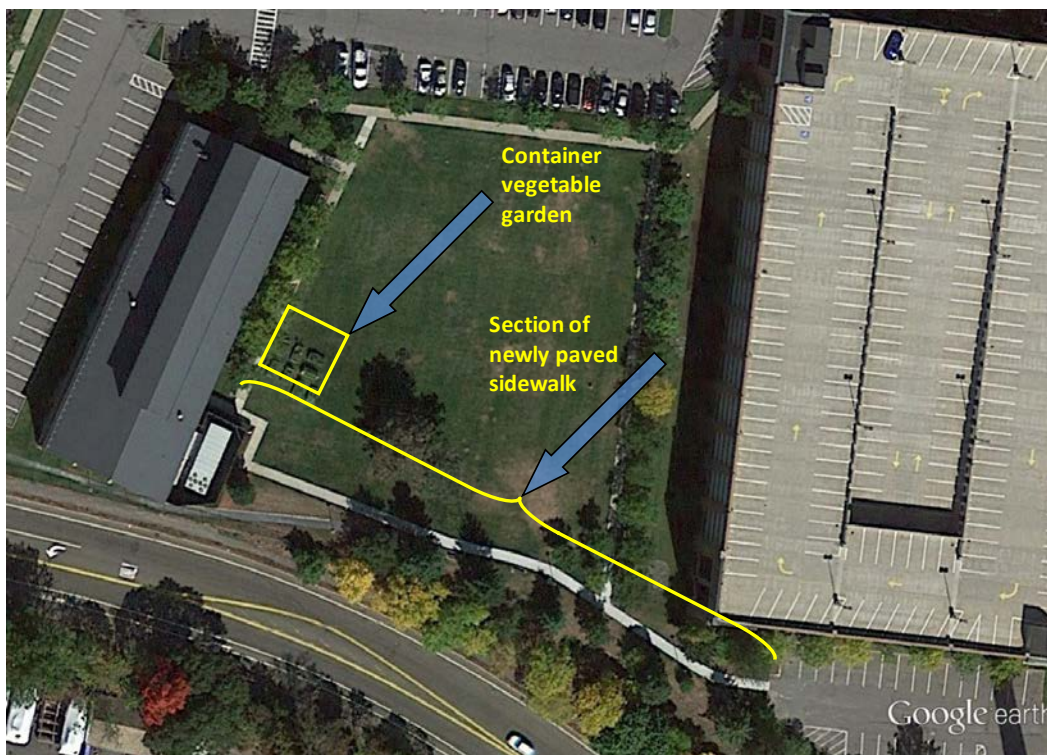 Container
vegetable
garden
Section of
newly paved
sidewalk
Google earth